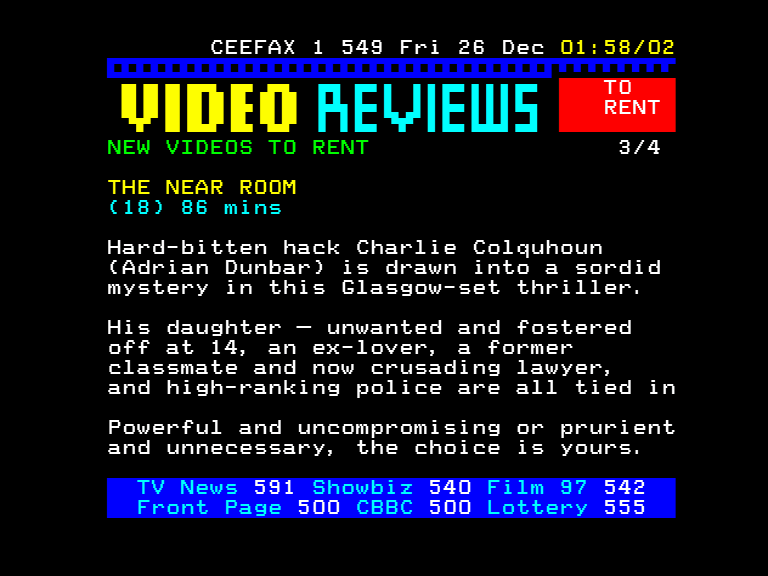 CEEFAX 1 549 Fri 26 Dec 01:58/02
VIDEO REVIEWS TO RENT
NEW VIDEOS TO RENT 3/4
THE NEAR ROOM
(18) 86 mins
Hard-bitten hack Charlie Colquhoun
(Adrian Dunbar) is drawn into a sordid
mystery in this Glasgow-set thriller.
His daughter — unwanted and fostered
off at 14, an ex-lover, a former
classmate and now crusading lawyer,
and high-ranking police are all tied in
Powerful and uncompromising or prurient
and unnecessary, the choice is yours.
TV News 591 Showbiz 540 Film 97 542
Front Page 500 CBBC 500 Lottery 555